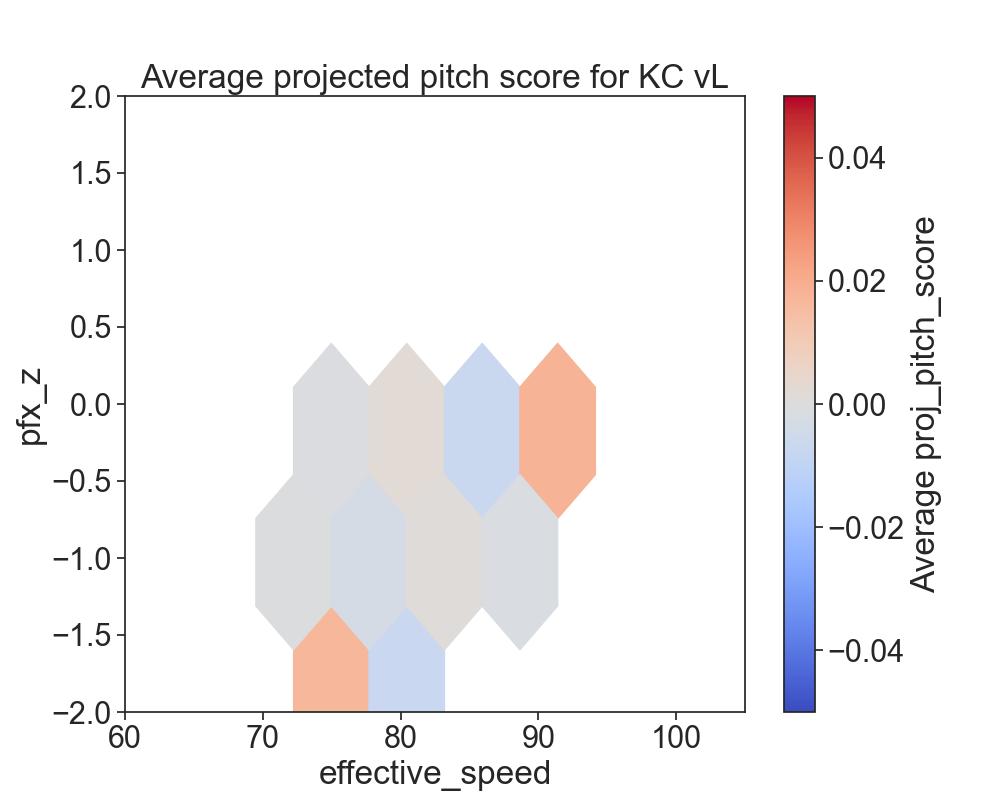 Average projected pitch score for KC vL
2.0
1.5
1.0
0.5
0.0
−0.5
−1.0
−1.5
−2.0
pfx_z
60 70 80 90 100
effective_speed
0.04
0.02
0.00
−0.02
−0.04
Average proj_pitch_score